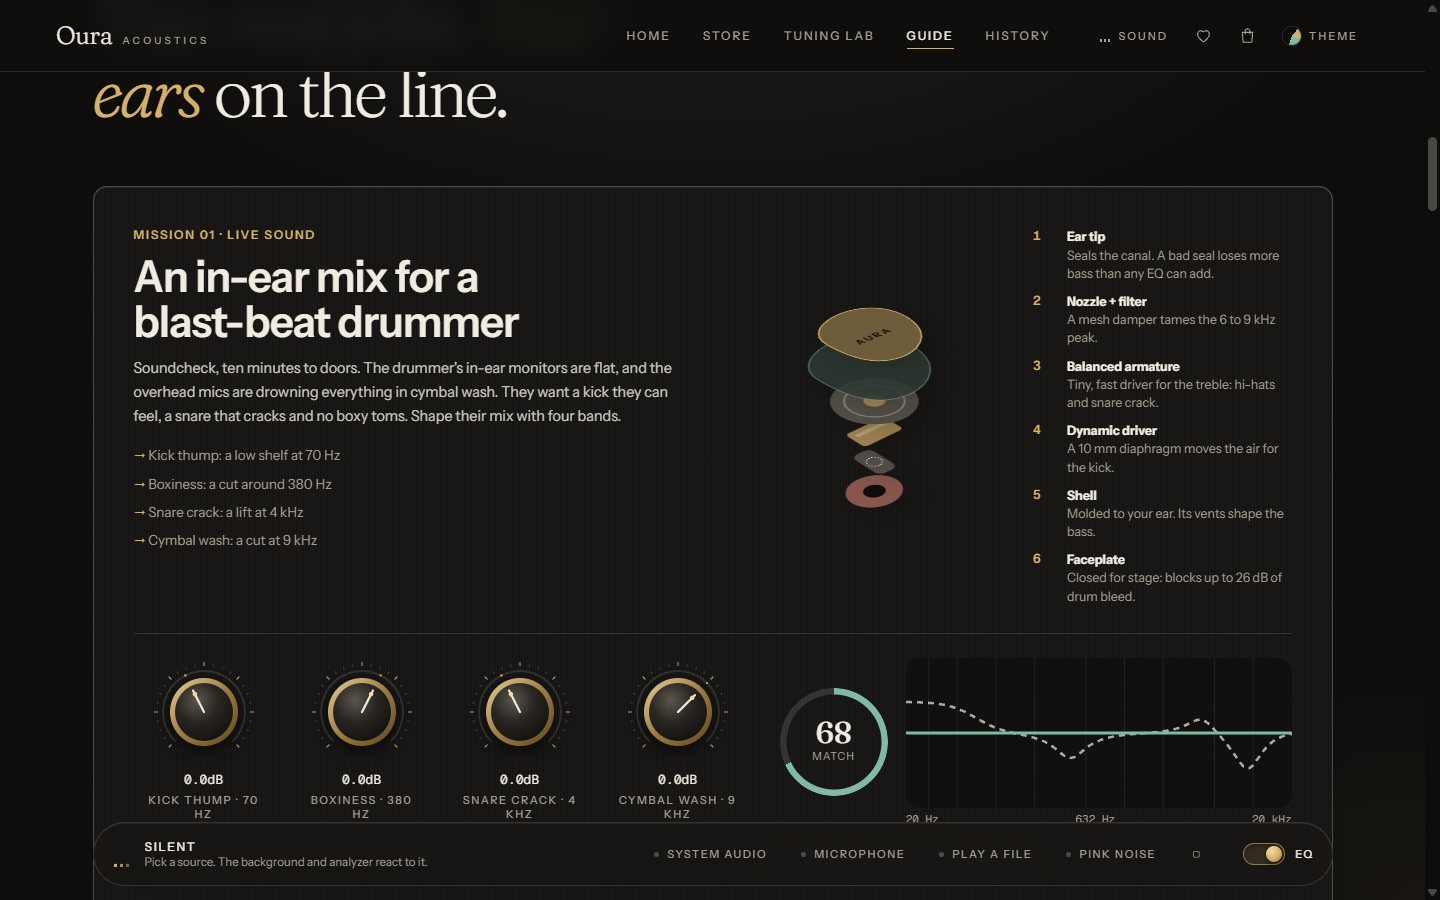 Oura ACOUSTICS
HOME
STORE
TUNING LAB
GUIDE
HISTORY
SOUND
THEME
ears on the line.
MISSION 01 · LIVE SOUND
An in-ear mix for a
blast-beat drummer
Soundcheck, ten minutes to doors. The drummer's in-ear monitors are flat, and the
overhead mics are drowning everything in cymbal wash. They want a kick they can
feel, a snare that cracks and no boxy toms. Shape their mix with four bands.
→ Kick thump: a low shelf at 70 Hz
→ Boxiness: a cut around 380 Hz
→ Snare crack: a lift at 4 kHz
→ Cymbal wash: a cut at 9 kHz
AURA
1 Ear tip
Seals the canal. A bad seal loses more
bass than any EQ can add.
2 Nozzle + filter
A mesh damper tames the 6 to 9 kHz
peak.
3 Balanced armature
Tiny, fast driver for the treble: hi-hats
and snare crack.
4 Dynamic driver
A 10 mm diaphragm moves the air for
the kick.
5 Shell
Molded to your ear. Its vents shape the
bass.
6 Faceplate
Closed for stage: blocks up to 26 dB of
drum bleed.
0.0dB
KICK THUMP · 70
HZ
0.0dB
BOXINESS · 380
HZ
0.0dB
SNARE CRACK · 4
KHZ
0.0dB
CYMBAL WASH · 9
KHZ
68
MATCH
20 Hz
632 Hz
20 kHz
SILENT
Pick a source. The background and analyzer react to it.
SYSTEM AUDIO
MICROPHONE
PLAY A FILE
PINK NOISE
EQ